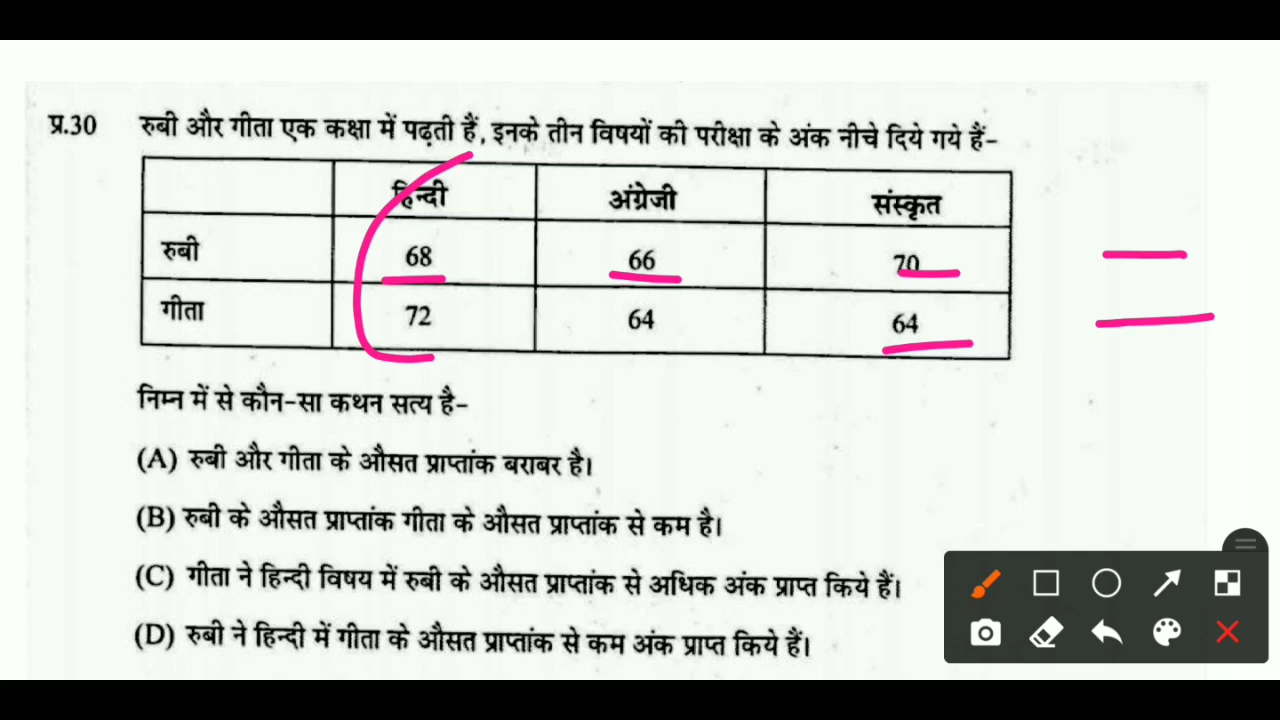 प्र.30 रुबी और गीता एक कक्षा में पढ़ती हैं, इनके तीन विषयों की परीक्षा के अंक नीचे दिये गये हैं-
हिन्दी अंग्रेजी संस्कृत
रुबी 68 66 70
गीता 72 64 64
निम्न में से कौन-सा कथन सत्य है-
(A) रुबी और गीता के औसत प्राप्तांक बराबर है।
(B) रुबी के औसत प्राप्तांक गीता के औसत प्राप्तांक से कम है।
(C) गीता ने हिन्दी विषय में रुबी के औसत प्राप्तांक से अधिक अंक प्राप्त किये हैं।
(D) रुबी ने हिन्दी में गीता के औसत प्राप्तांक से कम अंक प्राप्त किये हैं।